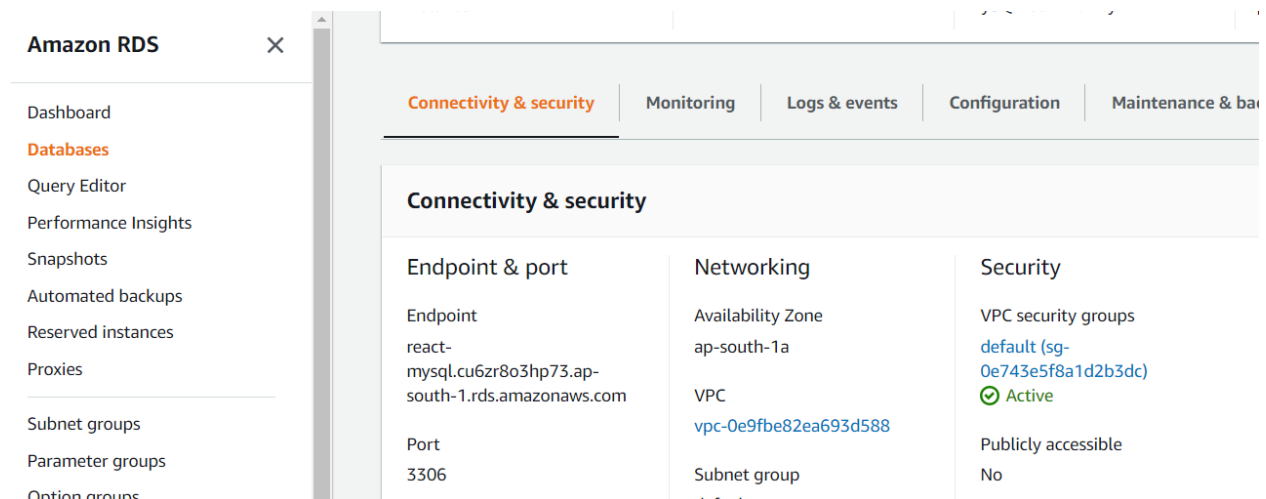 Amazon RDS
Dashboard
Databases
Query Editor
Performance Insights
Snapshots
Automated backups
Reserved instances
Proxies
Subnet groups
Parameter groups
Option groups
Connectivity & security
Monitoring
Logs & events
Configuration
Maintenance &
Connectivity & security
Endpoint & port
Endpoint
react-
mysql.cu6zr8o3hp73.ap-
south-1.rds.amazonaws.com
Port
3306
Networking
Availability Zone
ap-south-1a
VPC
vpc-0e9fbe82ea693d588
Subnet group
Security
VPC security groups
default (sg-
0e743e5f8a1d2b3dc)
Active
Publicly accessible
No